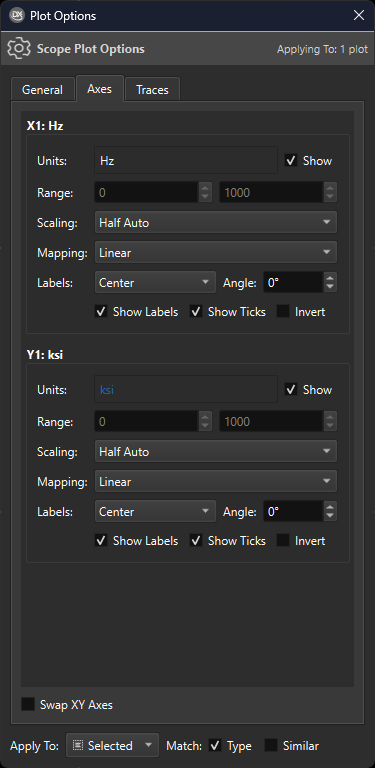 DX Plot Options
Scope Plot Options Applying To: 1 plot
General Axes Traces
X1: Hz
Units: Hz Show
Range: 0 1000
Scaling: Half Auto
Mapping: Linear
Labels: Center Angle: 0°
Show Labels Show Ticks Invert
Y1: ksi
Units: ksi Show
Range: 0 1000
Scaling: Half Auto
Mapping: Linear
Labels: Center Angle: 0°
Show Labels Show Ticks Invert
Swap XY Axes
Apply To: Selected Match: Type Similar